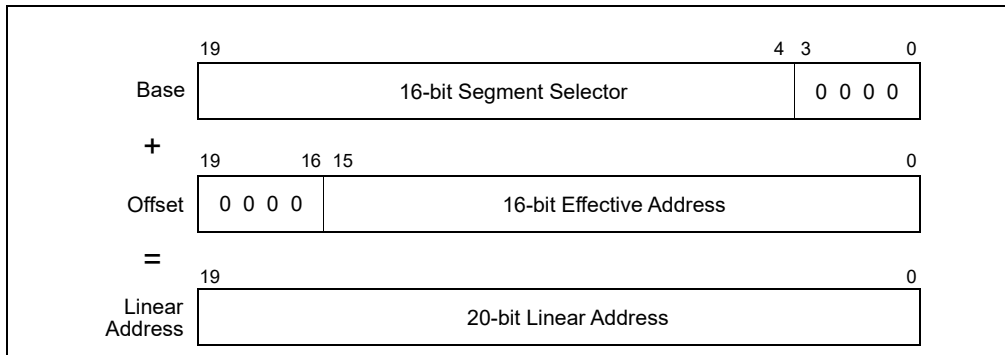 19 4 3 0
Base 16-bit Segment Selector 0 0 0 0
+
19 16 15 0
Offset 0 0 0 0 16-bit Effective Address
=
19 0
Linear
Address 20-bit Linear Address